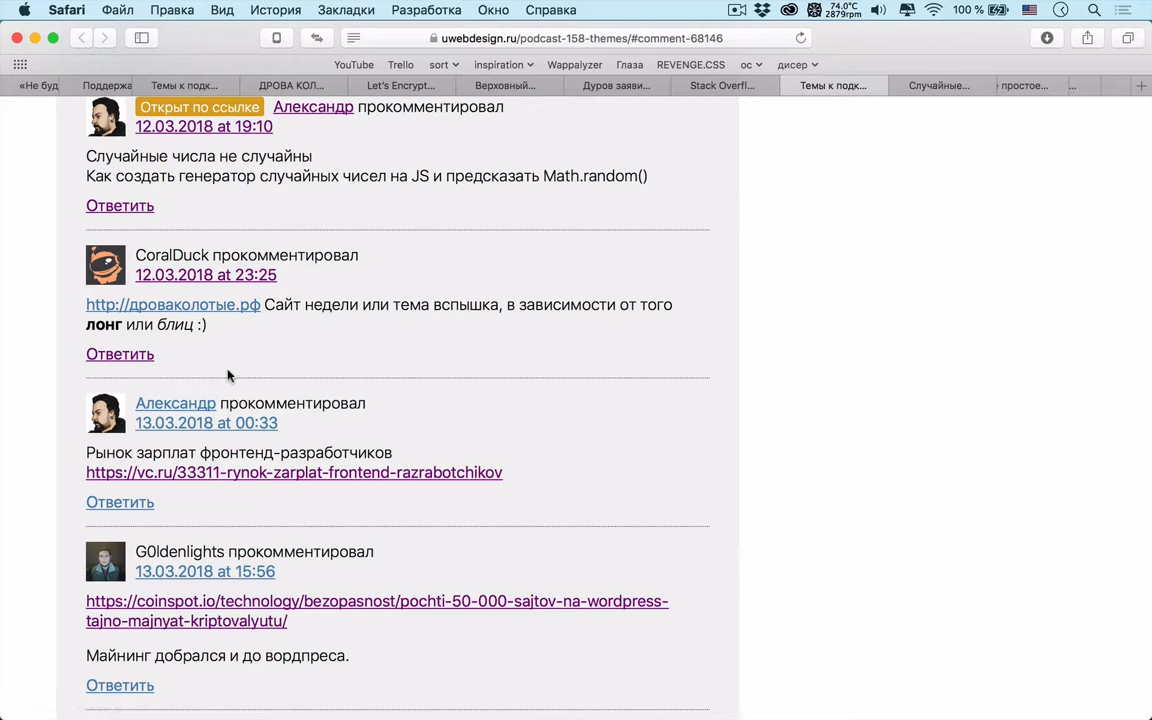 Safari Файл Правка Вид История Закладки Разработка Окно Справка 74.0℃ 2879rpm 100 %
uwebdesign.ru/podcast-158-themes/#comment-68146
YouTube Trello sort inspiration Wappalyzer Глаза REVENGE.CSS ос дисер
«Не буд Поддержа Темы к подк... ДРОВА КОЛ... Let's Encrypt... Верховный... Дуров заяви... Stack Overfl... Темы к подк... Случайные... простое... ...
Открыт по ссылке Александр прокомментировал
12.03.2018 at 19:10
Случайные числа не случайны
Как создать генератор случайных чисел на JS и предсказать Math.random()
Ответить
CoralDuck прокомментировал
12.03.2018 at 23:25
http://дроваколотые.рф Сайт недели или тема вспышка, в зависимости от того
лонг или блиц :)
Ответить
Александр прокомментировал
13.03.2018 at 00:33
Рынок зарплат фронтенд-разработчиков
https://vc.ru/33311-rynok-zarplat-frontend-razrabotchikov
Ответить
G0ldenlights прокомментировал
13.03.2018 at 15:56
https://coinspot.io/technology/bezopasnost/pochti-50-000-sajtov-na-wordpress-
tajno-majnyat-kriptovalyutu/
Майнинг добрался и до вордпреса.
Ответить